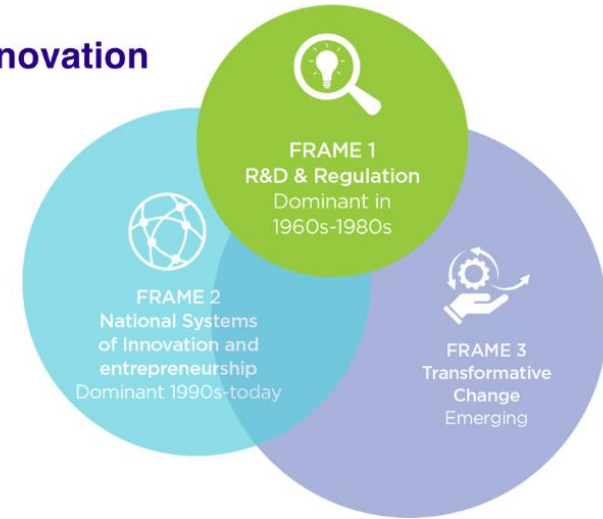 novation
FRAME 1
R&D & Regulation
Dominant in
1960s-1980s
FRAME 2
National Systems
of Innovation and
entrepreneurship
Dominant 1990s-today
FRAME 3
Transformative
Change
Emerging